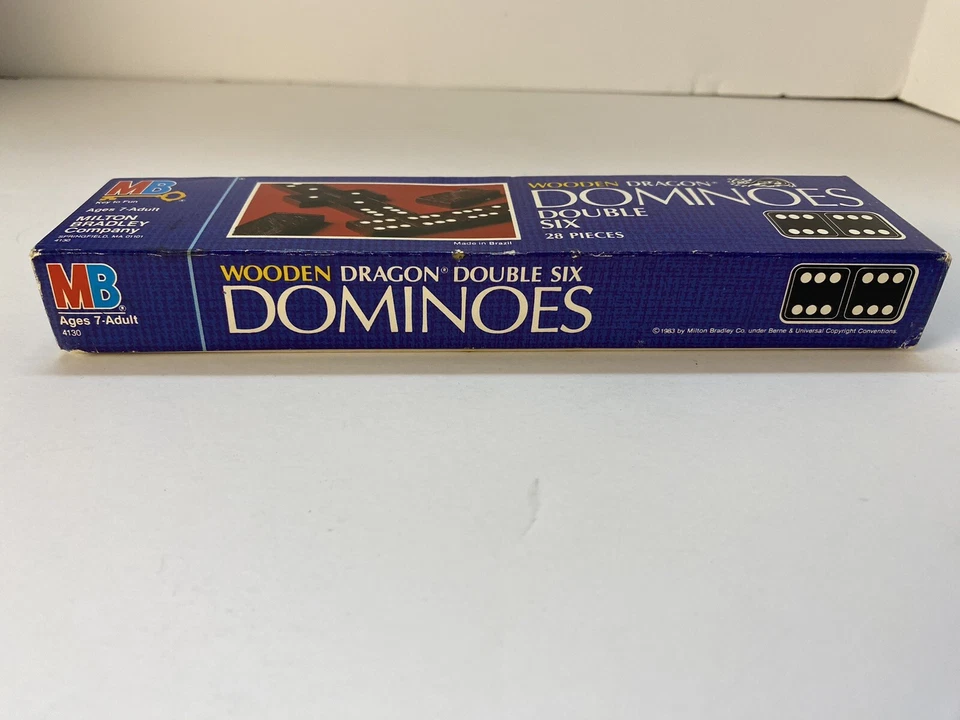 MB
Key to Fun
Ages 7-Adult
MILTON
BRADLEY
Company
SPRINGFIELD, MA 01101
4130
Made in Brazil
WOODEN DRAGON®
DOMINOES
DOUBLE
SIX
28 PIECES
MB®
Ages 7-Adult
4130
WOODEN DRAGON® DOUBLE SIX
DOMINOES
©1983 by Milton Bradley Co. under Berne & Universal Copyright Conventions.